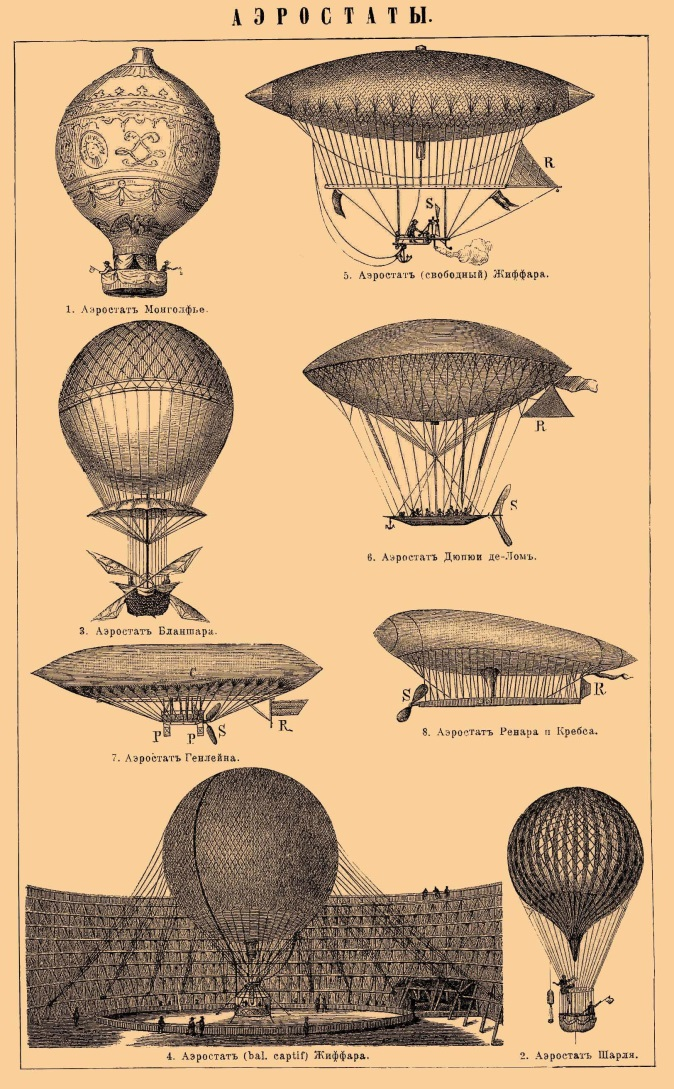 АЭРОСТАТЫ.
1. Аэростатъ Монголфье.
R
S
5. Аэростатъ (свободный) Жиффара.
3. Аэростатъ Бланшара.
R
S
6. Аэростатъ Дюпюи де-Ломъ.
C
P
P
S
R
7. Аэростатъ Генлейна.
S
R
8. Аэростатъ Ренара и Кребса.
4. Аэростатъ (bal. captif) Жиффара.
2. Аэростатъ Шарля.